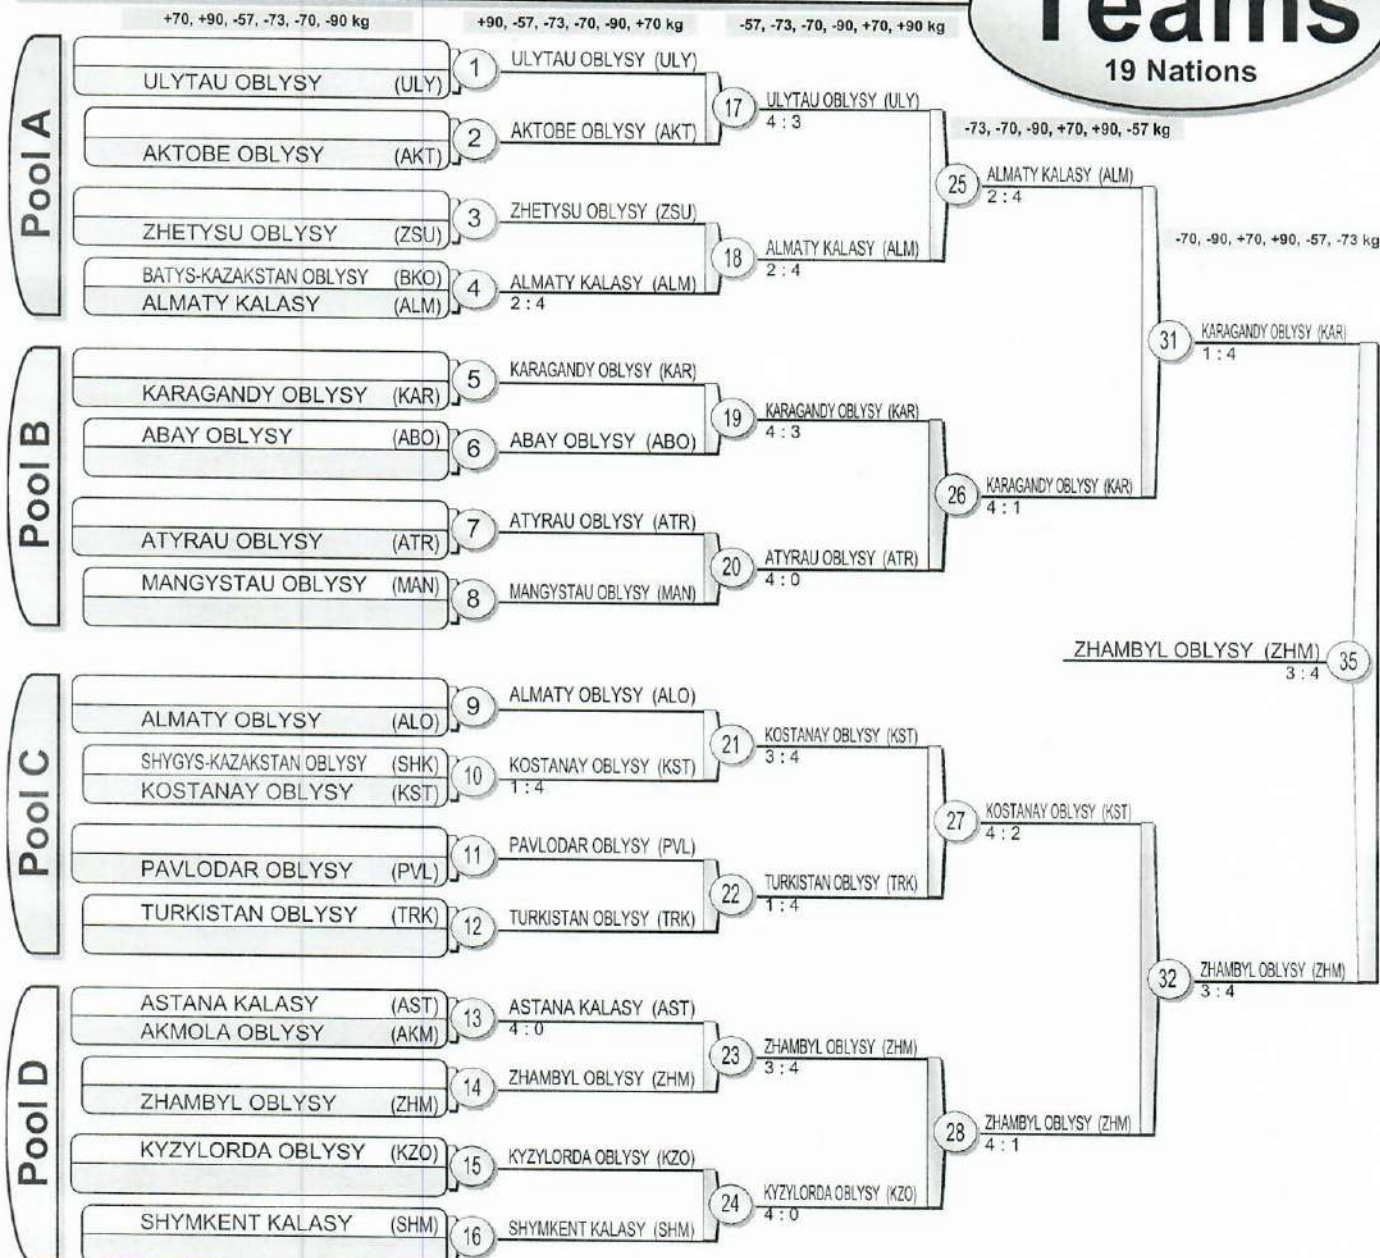 Teams
19 Nations
+70, +90, -57, -73, -70, -90 kg
+90, -57, -73, -70, -90, +70 kg
-57, -73, -70, -90, +70, +90 kg
-73, -70, -90, +70, +90, -57 kg
-70, -90, +70, +90, -57, -73 kg
Pool A
ULYTAU OBLYSY (ULY)
AKTOBE OBLYSY (AKT)
ZHETYSU OBLYSY (ZSU)
BATYS-KAZAKSTAN OBLYSY (BKO)
ALMATY KALASY (ALM)
Pool B
KARAGANDY OBLYSY (KAR)
ABAY OBLYSY (ABO)
ATYRAU OBLYSY (ATR)
MANGYSTAU OBLYSY (MAN)
Pool C
ALMATY OBLYSY (ALO)
SHYGYS-KAZAKSTAN OBLYSY (SHK)
KOSTANAY OBLYSY (KST)
PAVLODAR OBLYSY (PVL)
TURKISTAN OBLYSY (TRK)
Pool D
ASTANA KALASY (AST)
AKMOLA OBLYSY (AKM)
ZHAMBYL OBLYSY (ZHM)
KYZYLORDA OBLYSY (KZO)
SHYMKENT KALASY (SHM)
1 ULYTAU OBLYSY (ULY)
2 AKTOBE OBLYSY (AKT)
3 ZHETYSU OBLYSY (ZSU)
4 ALMATY KALASY (ALM)
2 : 4
5 KARAGANDY OBLYSY (KAR)
6 ABAY OBLYSY (ABO)
7 ATYRAU OBLYSY (ATR)
8 MANGYSTAU OBLYSY (MAN)
9 ALMATY OBLYSY (ALO)
10 KOSTANAY OBLYSY (KST)
1 : 4
11 PAVLODAR OBLYSY (PVL)
12 TURKISTAN OBLYSY (TRK)
13 ASTANA KALASY (AST)
4 : 0
14 ZHAMBYL OBLYSY (ZHM)
15 KYZYLORDA OBLYSY (KZO)
16 SHYMKENT KALASY (SHM)
17 ULYTAU OBLYSY (ULY)
4 : 3
18 ALMATY KALASY (ALM)
2 : 4
19 KARAGANDY OBLYSY (KAR)
4 : 3
20 ATYRAU OBLYSY (ATR)
4 : 0
21 KOSTANAY OBLYSY (KST)
3 : 4
22 TURKISTAN OBLYSY (TRK)
1 : 4
23 ZHAMBYL OBLYSY (ZHM)
3 : 4
24 KYZYLORDA OBLYSY (KZO)
4 : 0
25 ALMATY KALASY (ALM)
2 : 4
26 KARAGANDY OBLYSY (KAR)
4 : 1
27 KOSTANAY OBLYSY (KST)
4 : 2
28 ZHAMBYL OBLYSY (ZHM)
4 : 1
31 KARAGANDY OBLYSY (KAR)
1 : 4
32 ZHAMBYL OBLYSY (ZHM)
3 : 4
ZHAMBYL OBLYSY (ZHM) 35
3 : 4